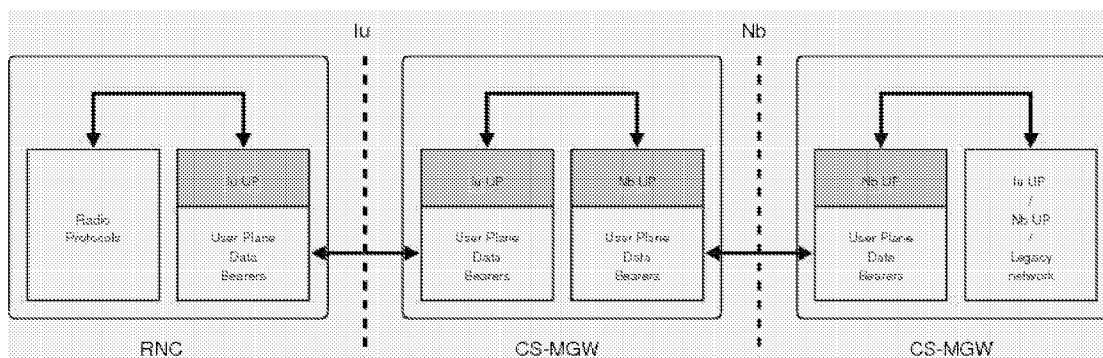 Iu
Nb
Radio
Protocols
Iu UP
User Plane
Data
Bearers
Iu UP
User Plane
Data
Bearers
Nb UP
User Plane
Data
Bearers
Nb UP
User Plane
Data
Bearers
Iu UP
/
Nb UP
/
Legacy
network
RNC
CS-MGW
CS-MGW